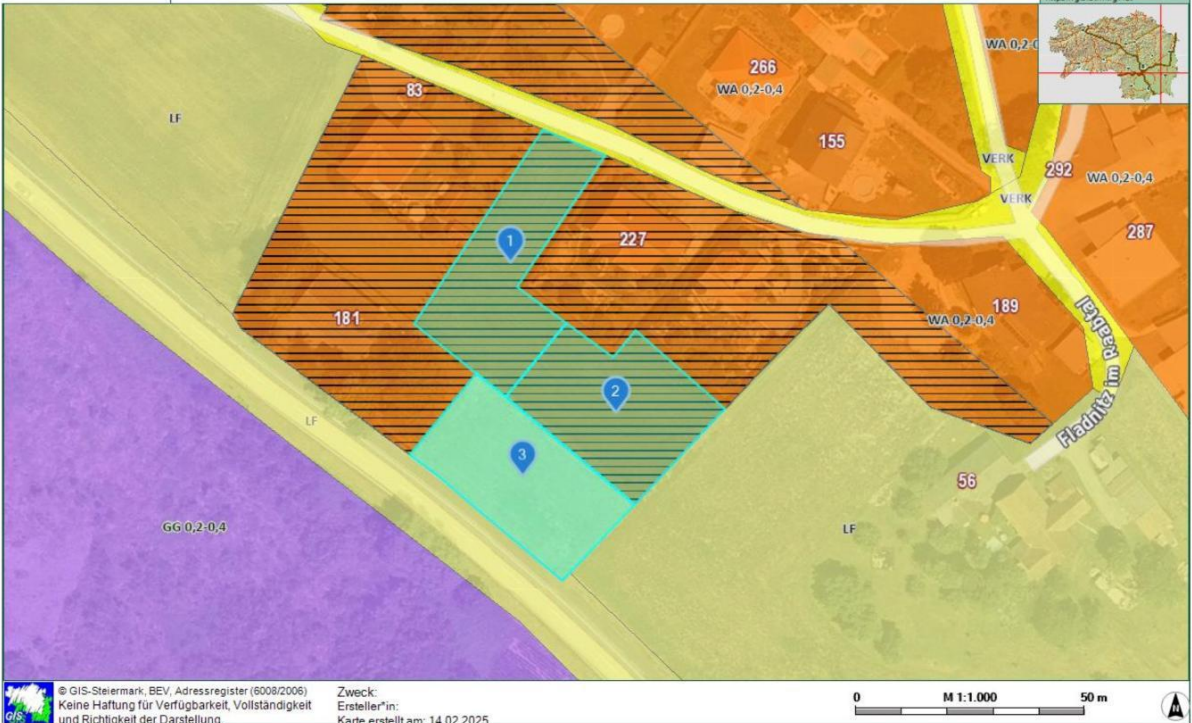 WA 0,2-0
266
WA 0,2-0,4
83
LF
155
VERK
292
WA 0,2-0,4
VERK
1
227
287
181
189
WA 0,2-0,4
Fladnitz im Raabtal
2
LF
3
56
GG 0,2-0,4
LF
© GIS-Steiermark, BEV, Adressregister (6008/2006)
Keine Haftung für Verfügbarkeit, Vollständigkeit
und Richtigkeit der Darstellung
Zweck:
Ersteller*in:
Karte erstellt am: 14.02.2025
0 M 1:1.000 50 m
GIS
N